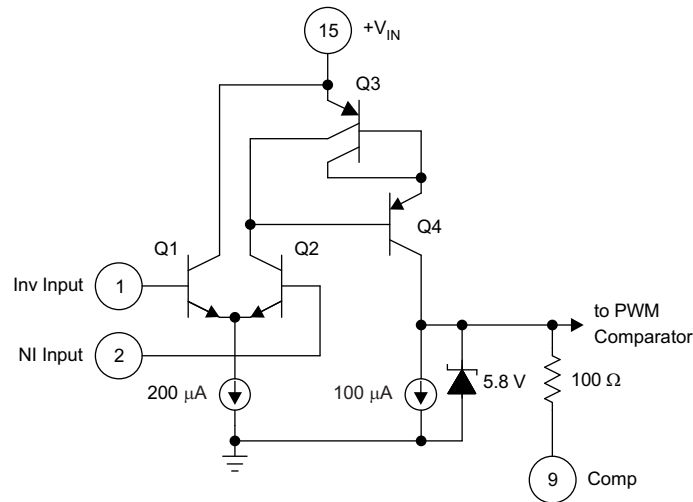 15
+V_IN
Q3
Q4
Q1
Q2
Inv Input
1
NI Input
2
to PWM
Comparator
200 μA
100 μA
5.8 V
100 Ω
9
Comp